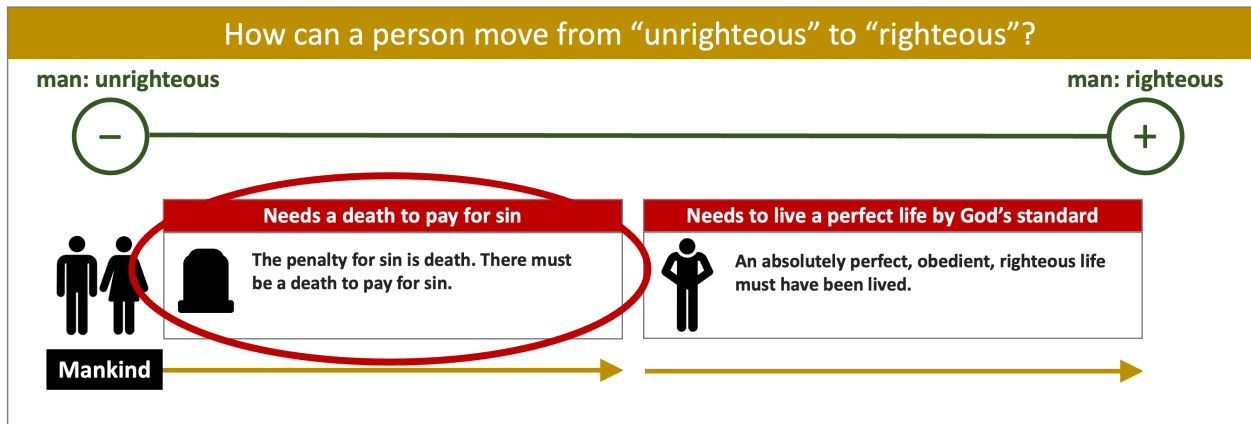 How can a person move from “unrighteous” to “righteous”?
man: unrighteous
man: righteous
−
+
Needs a death to pay for sin
The penalty for sin is death. There must
be a death to pay for sin.
Needs to live a perfect life by God’s standard
An absolutely perfect, obedient, righteous life
must have been lived.
Mankind